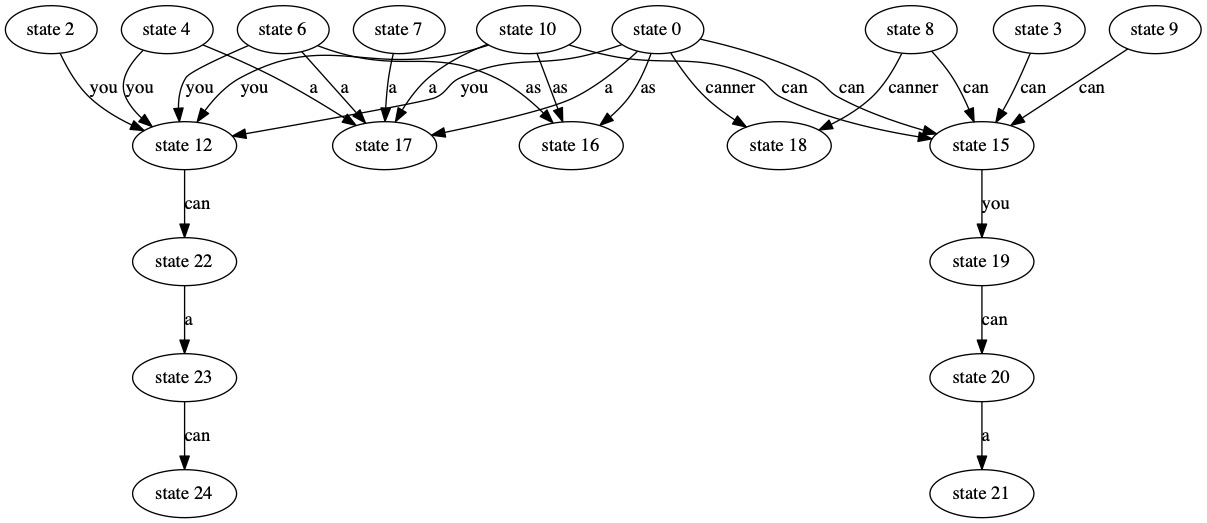 state 2 state 4 state 6 state 7 state 10 state 0 state 8 state 3 state 9
you you you you a a a a you as as a as canner can can canner can can can
state 12 state 17 state 16 state 18 state 15
can you
state 22 state 19
a can
state 23 state 20
can a
state 24 state 21